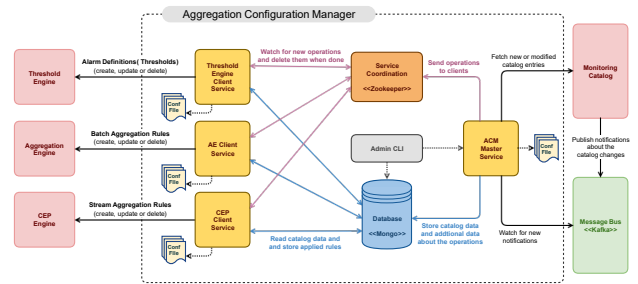 Aggregation Configuration Manager
Alarm Definitions( Thresholds)
(create, update or delete)
Threshold
Engine
Threshold
Engine
Client
Service
Conf
File
Watch for new operations
and delete them when done
Service
Coordination
<<Zookeeper>>
Send operations
to clients
Fetch new or modified
catalog entries
Monitoring
Catalog
Batch Aggregation Rules
(create, update or delete)
Aggregation
Engine
AE Client
Service
Conf
File
Admin CLI
ACM
Master
Service
Conf
File
Publish notifications
about the
catalog changes
Stream Aggregation Rules
(create, update or delete)
CEP
Engine
CEP
Client
Service
Conf
File
Read catalog data and
and store applied rules
Database
<<Mongo>>
Store catalog data
and addtional data
about the operations
Watch for new
notifications
Message Bus
<<Kafka>>